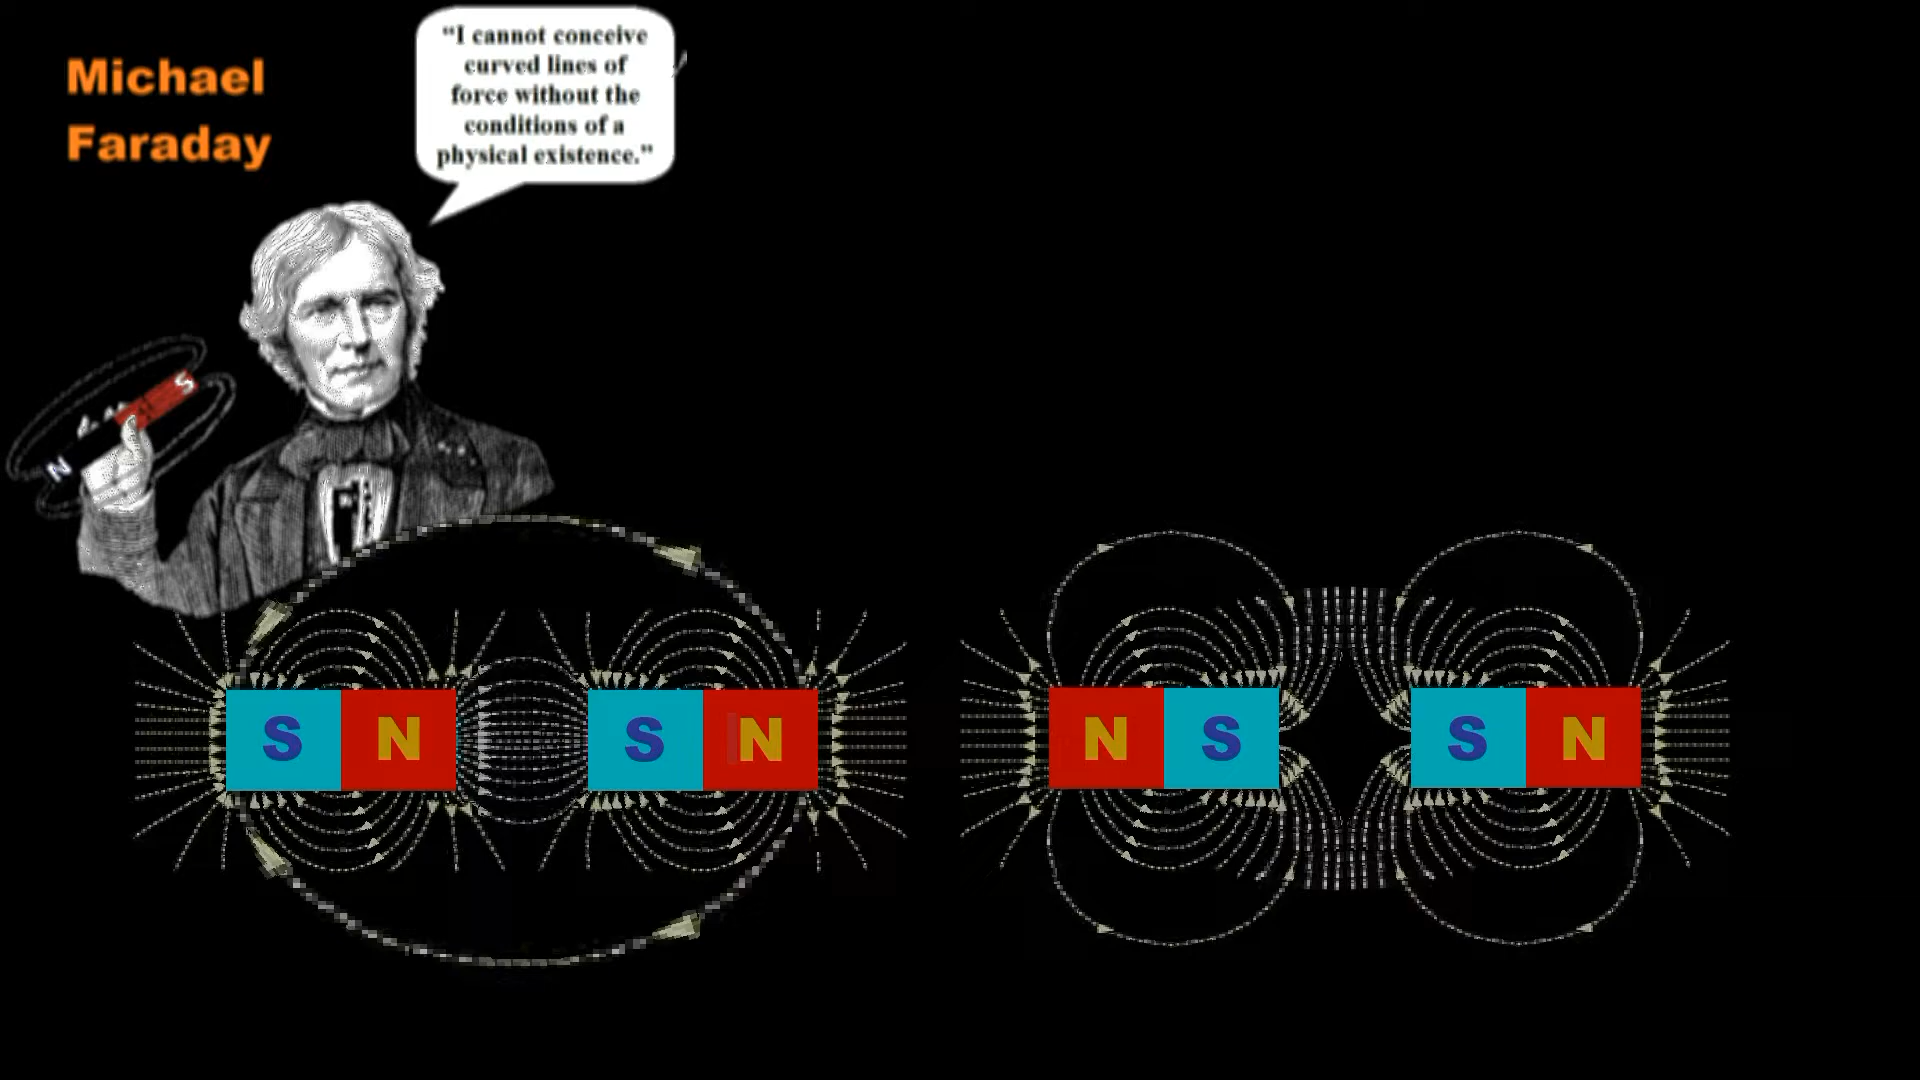 Michael
Faraday
"I cannot conceive
curved lines of
force without the
conditions of a
physical existence."
S
N
S N S N
N S S N